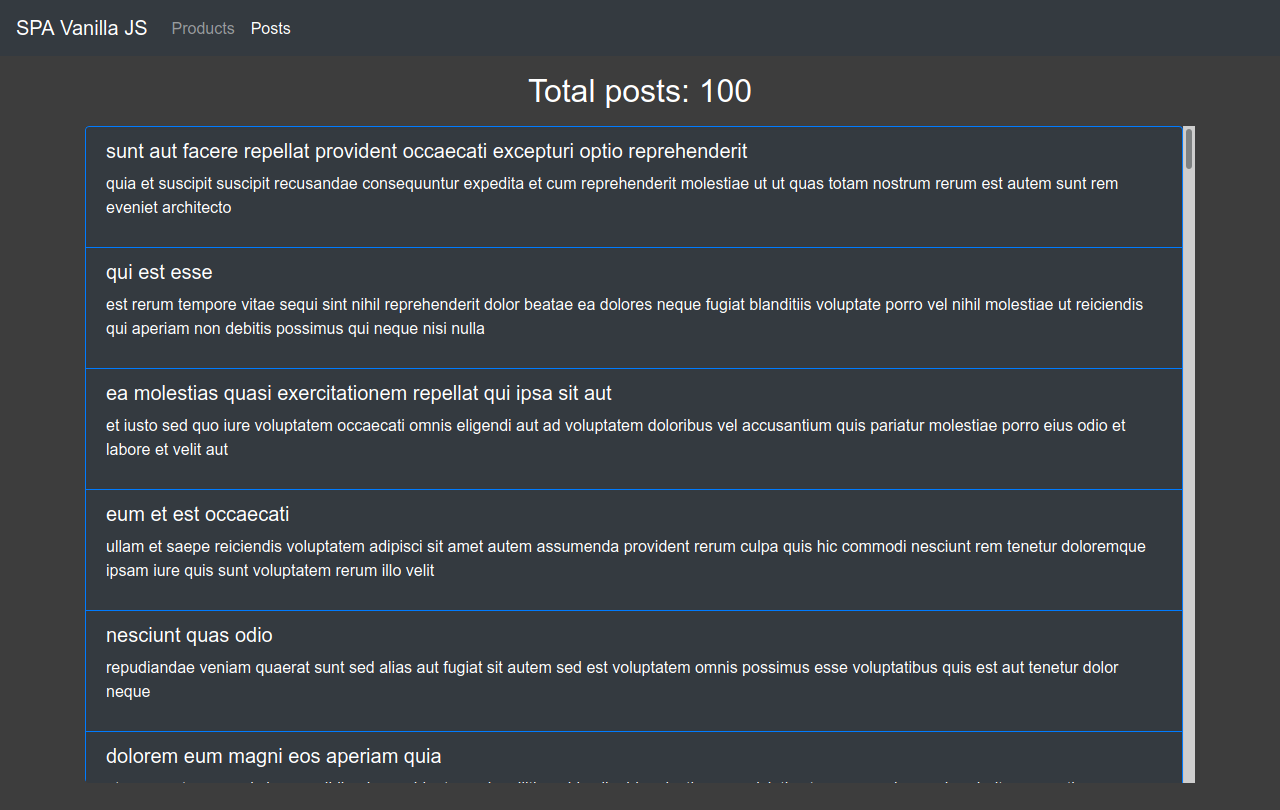 SPA Vanilla JS Products Posts
Total posts: 100
sunt aut facere repellat provident occaecati excepturi optio reprehenderit
quia et suscipit suscipit recusandae consequuntur expedita et cum reprehenderit molestiae ut ut quas totam nostrum rerum est autem sunt rem
eveniet architecto
qui est esse
est rerum tempore vitae sequi sint nihil reprehenderit dolor beatae ea dolores neque fugiat blanditiis voluptate porro vel nihil molestiae ut reiciendis
qui aperiam non debitis possimus qui neque nisi nulla
ea molestias quasi exercitationem repellat qui ipsa sit aut
et iusto sed quo iure voluptatem occaecati omnis eligendi aut ad voluptatem doloribus vel accusantium quis pariatur molestiae porro eius odio et
labore et velit aut
eum et est occaecati
ullam et saepe reiciendis voluptatem adipisci sit amet autem assumenda provident rerum culpa quis hic commodi nesciunt rem tenetur doloremque
ipsam iure quis sunt voluptatem rerum illo velit
nesciunt quas odio
repudiandae veniam quaerat sunt sed alias aut fugiat sit autem sed est voluptatem omnis possimus esse voluptatibus quis est aut tenetur dolor
neque
dolorem eum magni eos aperiam quia